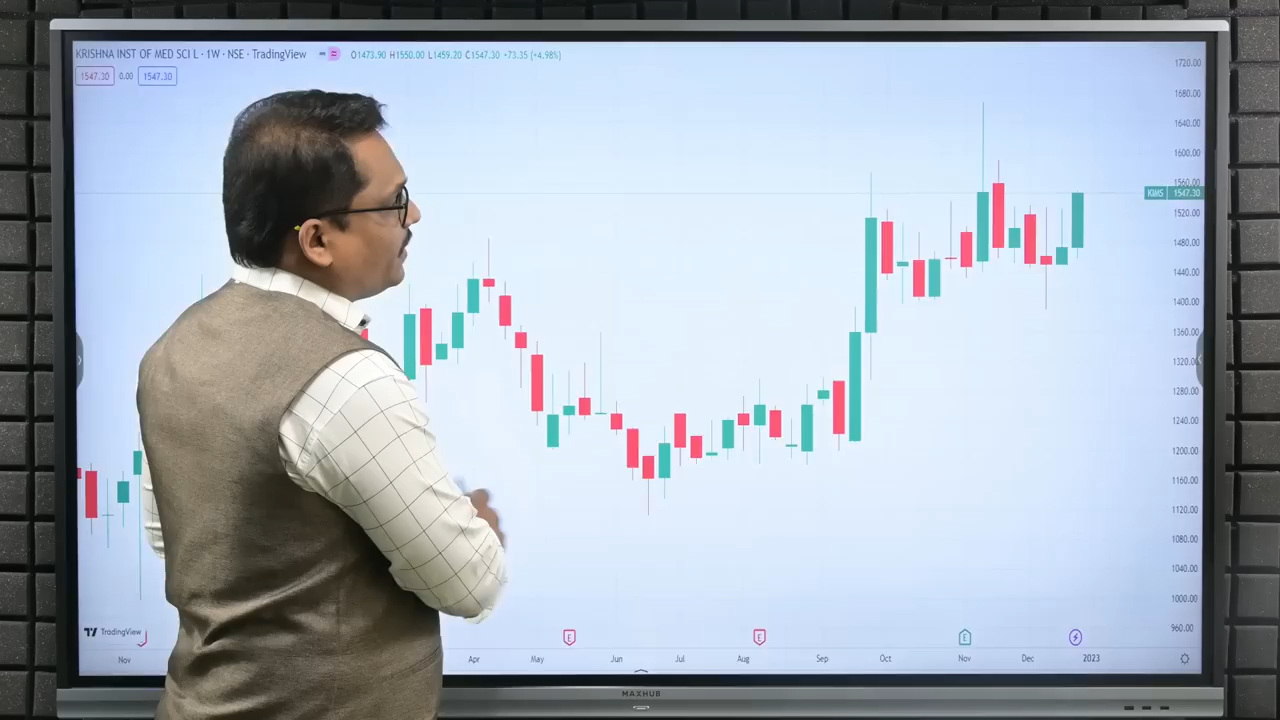 KRISHNA INST OF MED SCI L · 1W · NSE · TradingView
O1473.90 H1550.00 L1459.20 C1547.30 +73.35 (+4.98%)
1547.30 0.00 1547.30
1720.00
1680.00
1640.00
1600.00
1560.00
KIMS 1547.30
1520.00
1480.00
1440.00
1400.00
1360.00
1320.00
1280.00
1240.00
1200.00
1160.00
1120.00
1080.00
1040.00
1000.00
960.00
TradingView
E E E
Nov Apr May Jun Jul Aug Sep Oct Nov Dec 2023
MAXHUB